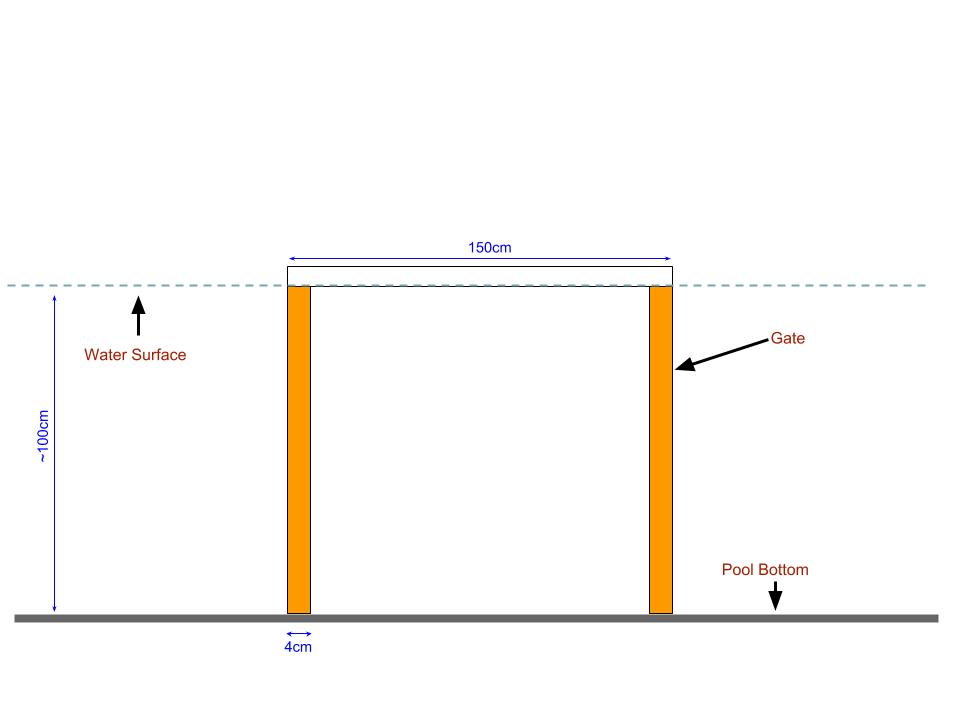 150cm
Water Surface
Gate
~100cm
Pool Bottom
4cm